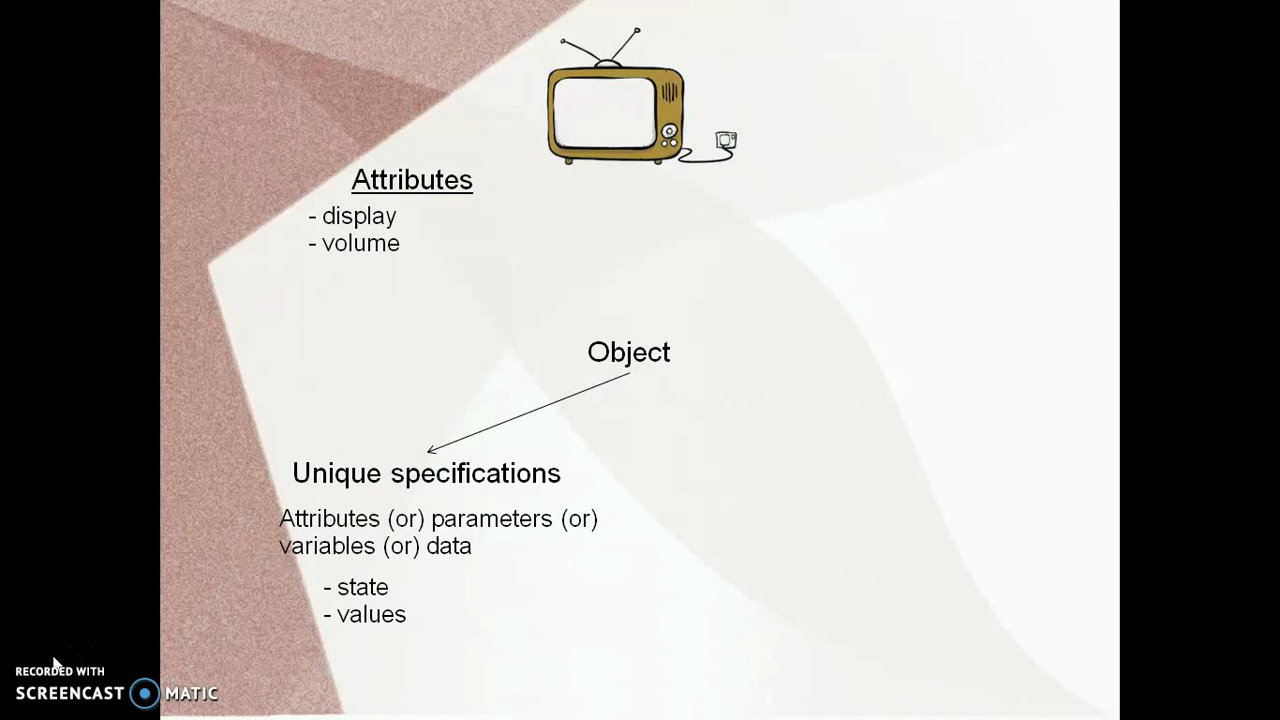 Attributes
- display
- volume
Object
Unique specifications
Attributes (or) parameters (or)
variables (or) data
- state
- values
RECORDED WITH
SCREENCAST MATIC